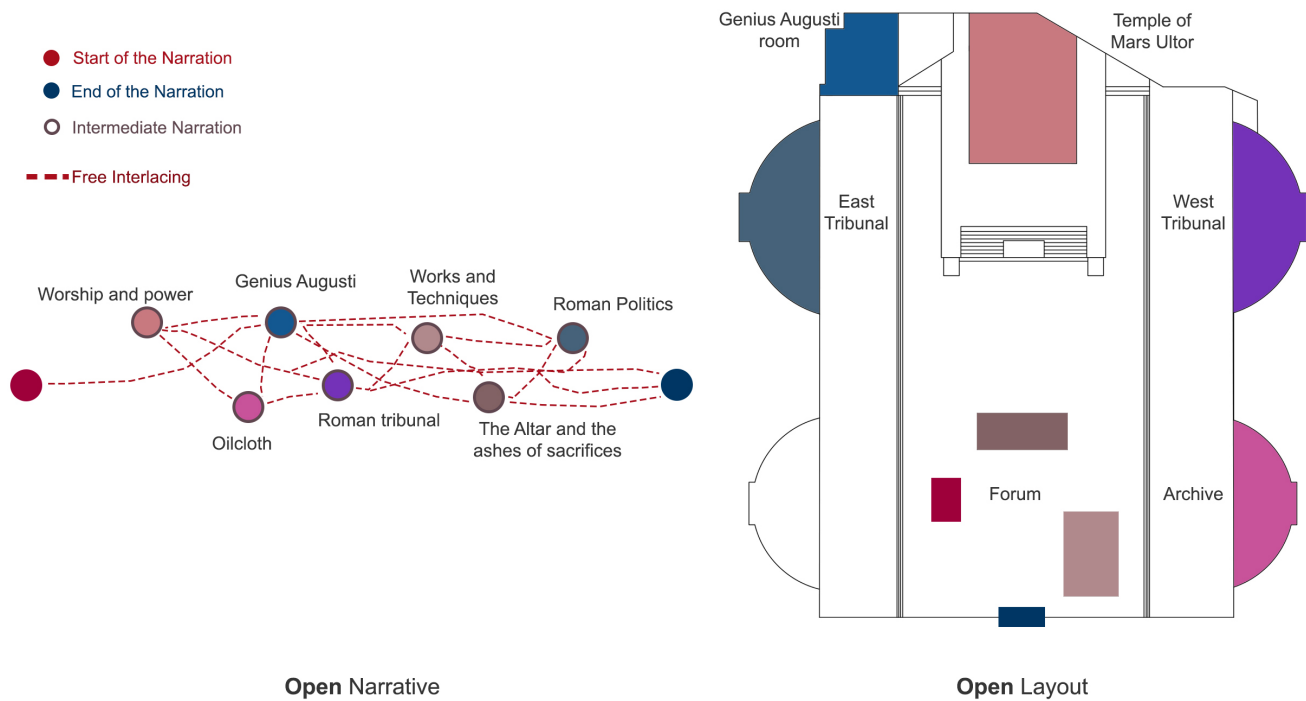 Start of the Narration
End of the Narration
Intermediate Narration
Free Interlacing
Worship and power
Genius Augusti
Works and
Techniques
Roman Politics
Oilcloth
Roman tribunal
The Altar and the
ashes of sacrifices
Open Narrative
Genius Augusti
room
Temple of
Mars Ultor
East
Tribunal
West
Tribunal
Forum
Archive
Open Layout